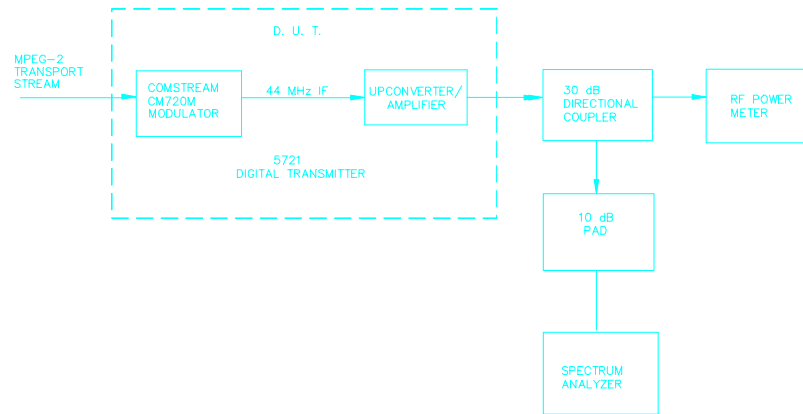 D. U. T.
MPEG-2
TRANSPORT
STREAM
COMSTREAM
CM720M
MODULATOR
44 MHz IF
UPCONVERTER/
AMPLIFIER
30 dB
DIRECTIONAL
COUPLER
RF POWER
METER
5721
DIGITAL TRANSMITTER
10 dB
PAD
SPECTRUM
ANALYZER